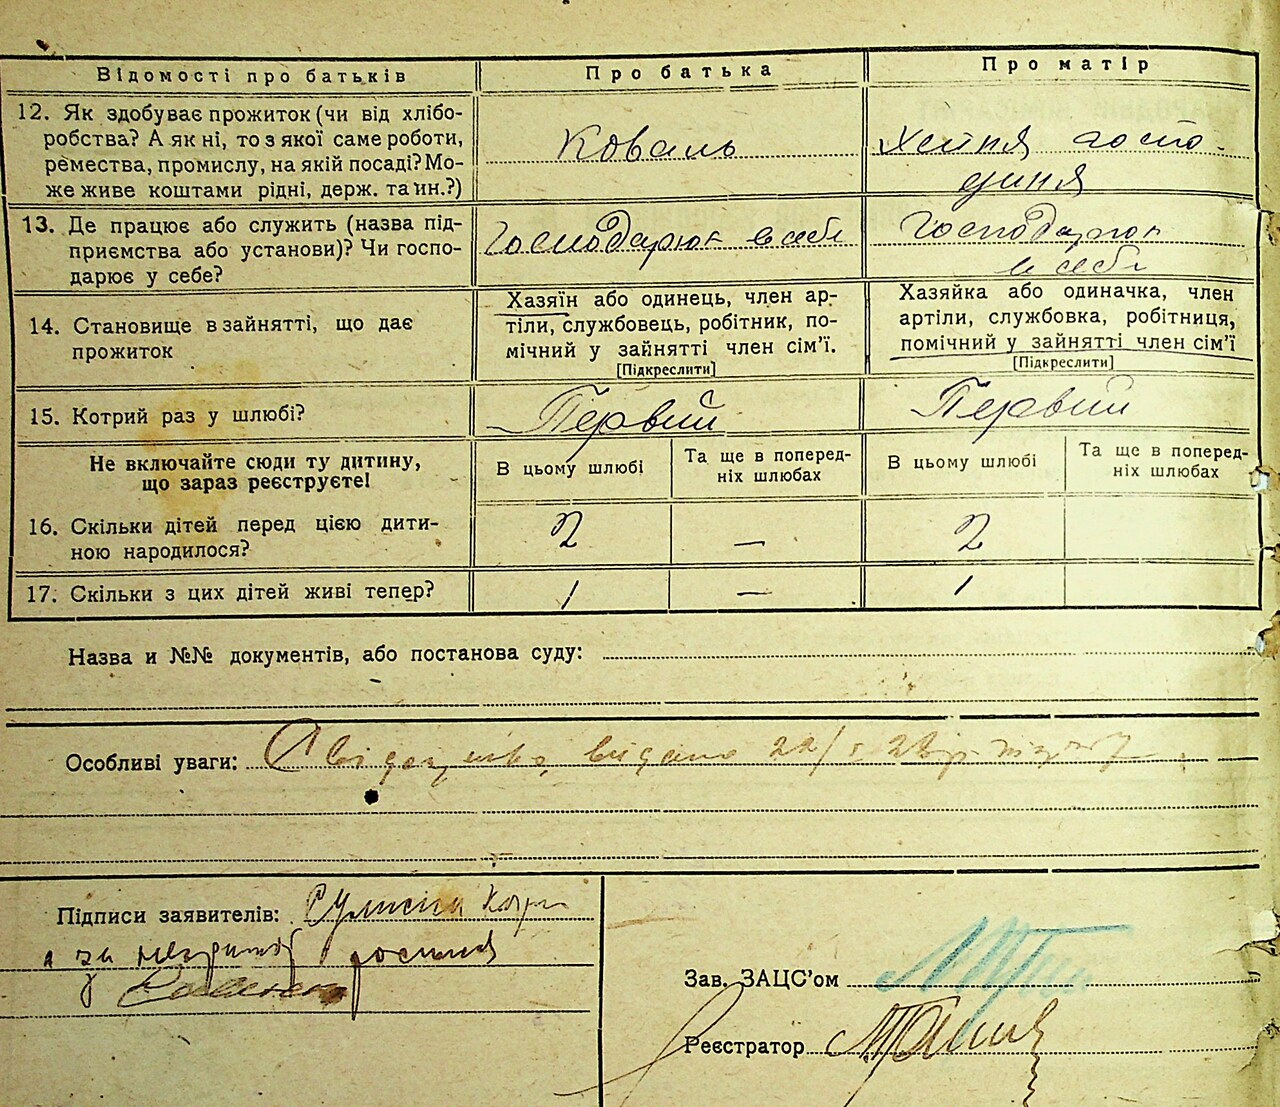 Відомості про батьків
Про батька
Про матір
12. Як здобуває прожиток (чи від хлібо-
робства? А як ні, то з якої саме роботи,
ремества, промислу, на якій посаді? Мо-
же живе коштами рідні, держ. та ин.?)
Коваль
Хатня госпо-
диня
13. Де працює або служить (назва під-
приємства або установи)? Чи госпо-
дарює у себе?
Господарюк в себе
Господарюк
в себе
14. Становище в зайнятті, що дає
прожиток
Хазяїн або одинець, член ар-
тіли, службовець, робітник, по-
мічний у зайнятті член сім'ї.
[Підкреслити]
Хазяйка або одиначка, член
артіли, службовка, робітниця,
помічний у зайнятті член сім'ї
[Підкреслити]
15. Котрий раз у шлюбі?
Первий
Первий
Не включайте сюди ту дитину,
що зараз реєструєте!
В цьому шлюбі
Та ще в поперед-
ніх шлюбах
В цьому шлюбі
Та ще в поперед-
ніх шлюбах
16. Скільки дітей перед цією дити-
ною народилося?
2
—
2
17. Скільки з цих дітей живі тепер?
1
—
1
Назва и №№ документів, або постанова суду:
Особливі уваги: видано
Підписи заявителів:
Зав. ЗАЦС'ом
Реєстратор